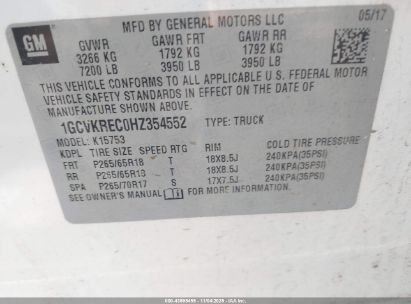 MFD BY GENERAL MOTORS LLC
05/17
GM
GVWR GAWR FRT GAWR RR
3266 KG 1792 KG 1792 KG
7200 LB 3950 LB 3950 LB
THIS VEHICLE CONFORMS TO ALL APPLICABLE U.S. FEDERAL MOTOR
VEHICLE SAFETY STANDARDS IN EFFECT ON THE DATE OF
MANUFACTURE SHOWN ABOVE.
1GCVKREC0HZ354552 TYPE: TRUCK
MODEL: K15753
KDPL TIRE SIZE SPEED RTG RIM COLD TIRE PRESSURE
FRT P265/65R18 T 18X8.5J 240KPA(35PSI)
RR P265/65R18 T 18X8.5J 240KPA(35PSI)
SPA P265/70R17 S 17X7.5J 240KPA(35PSI)
SEE OWNER'S MANUAL FOR MORE INFORMATION